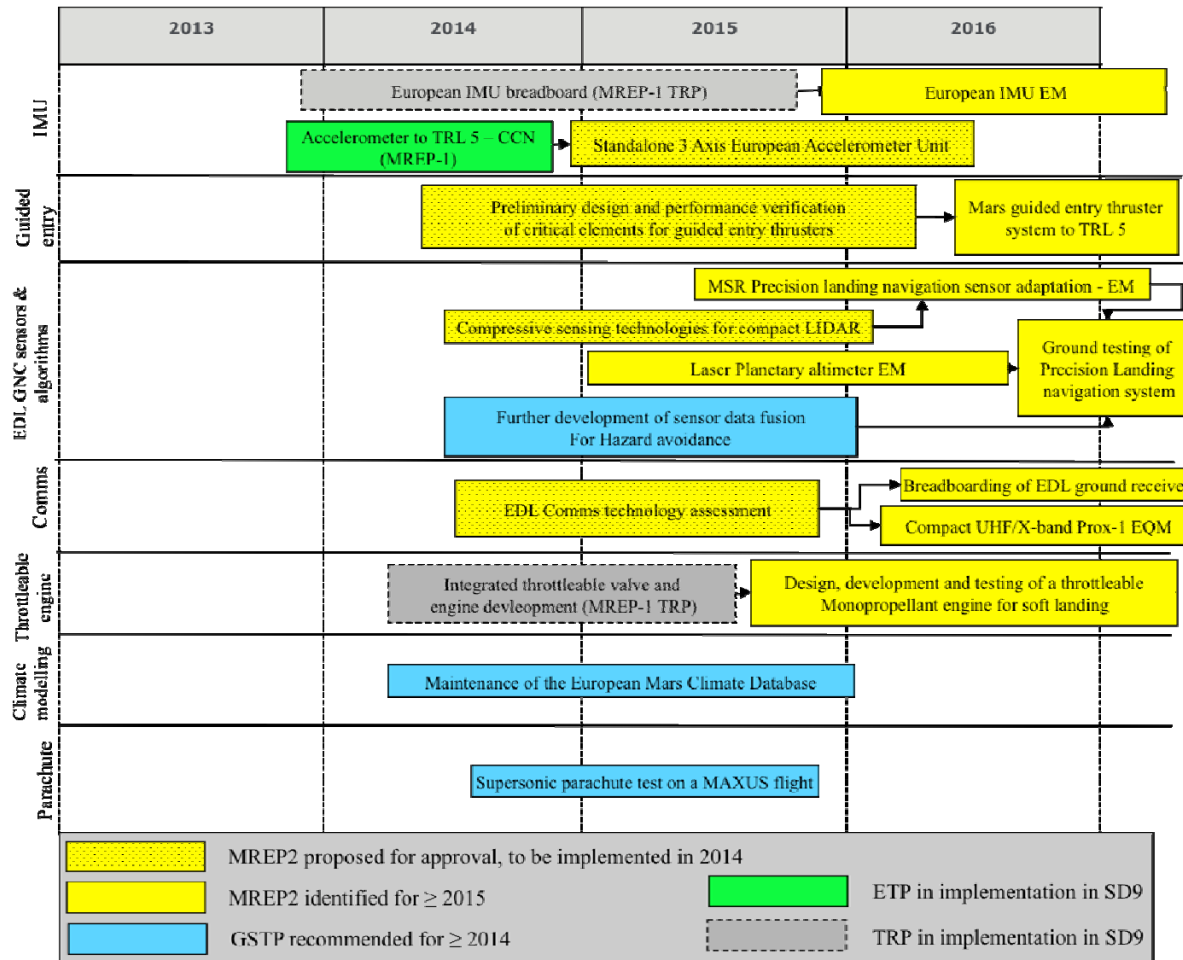 2013
2014
2015
2016
IMU
European IMU breadboard (MREP-1 TRP)
European IMU EM
Accelerometer to TRL 5 – CCN
(MREP-1)
Standalone 3 Axis European Accelerometer Unit
Guided
entry
Preliminary design and performance verification
of critical elements for guided entry thrusters
Mars guided entry thruster
system to TRL 5
EDL GNC sensors &
algorithms
MSR Precision landing navigation sensor adaptation - EM
Compressive sensing technologies for compact LIDAR
Laser Planetary altimeter EM
Ground testing of
Precision Landing
navigation system
Further development of sensor data fusion
For Hazard avoidance
Comms
EDL Comms technology assessment
Breadboarding of EDL ground receive
Compact UHF/X-band Prox-1 EQM
Throttleable
engine
Integrated throttleable valve and
engine devleopment (MREP-1 TRP)
Design, development and testing of a throttleable
Monopropellant engine for soft landing
Climate
modelling
Maintenance of the European Mars Climate Database
Parachute
Supersonic parachute test on a MAXUS flight
MREP2 proposed for approval, to be implemented in 2014
MREP2 identified for ≥ 2015
GSTP recommended for ≥ 2014
ETP in implementation in SD9
TRP in implementation in SD9